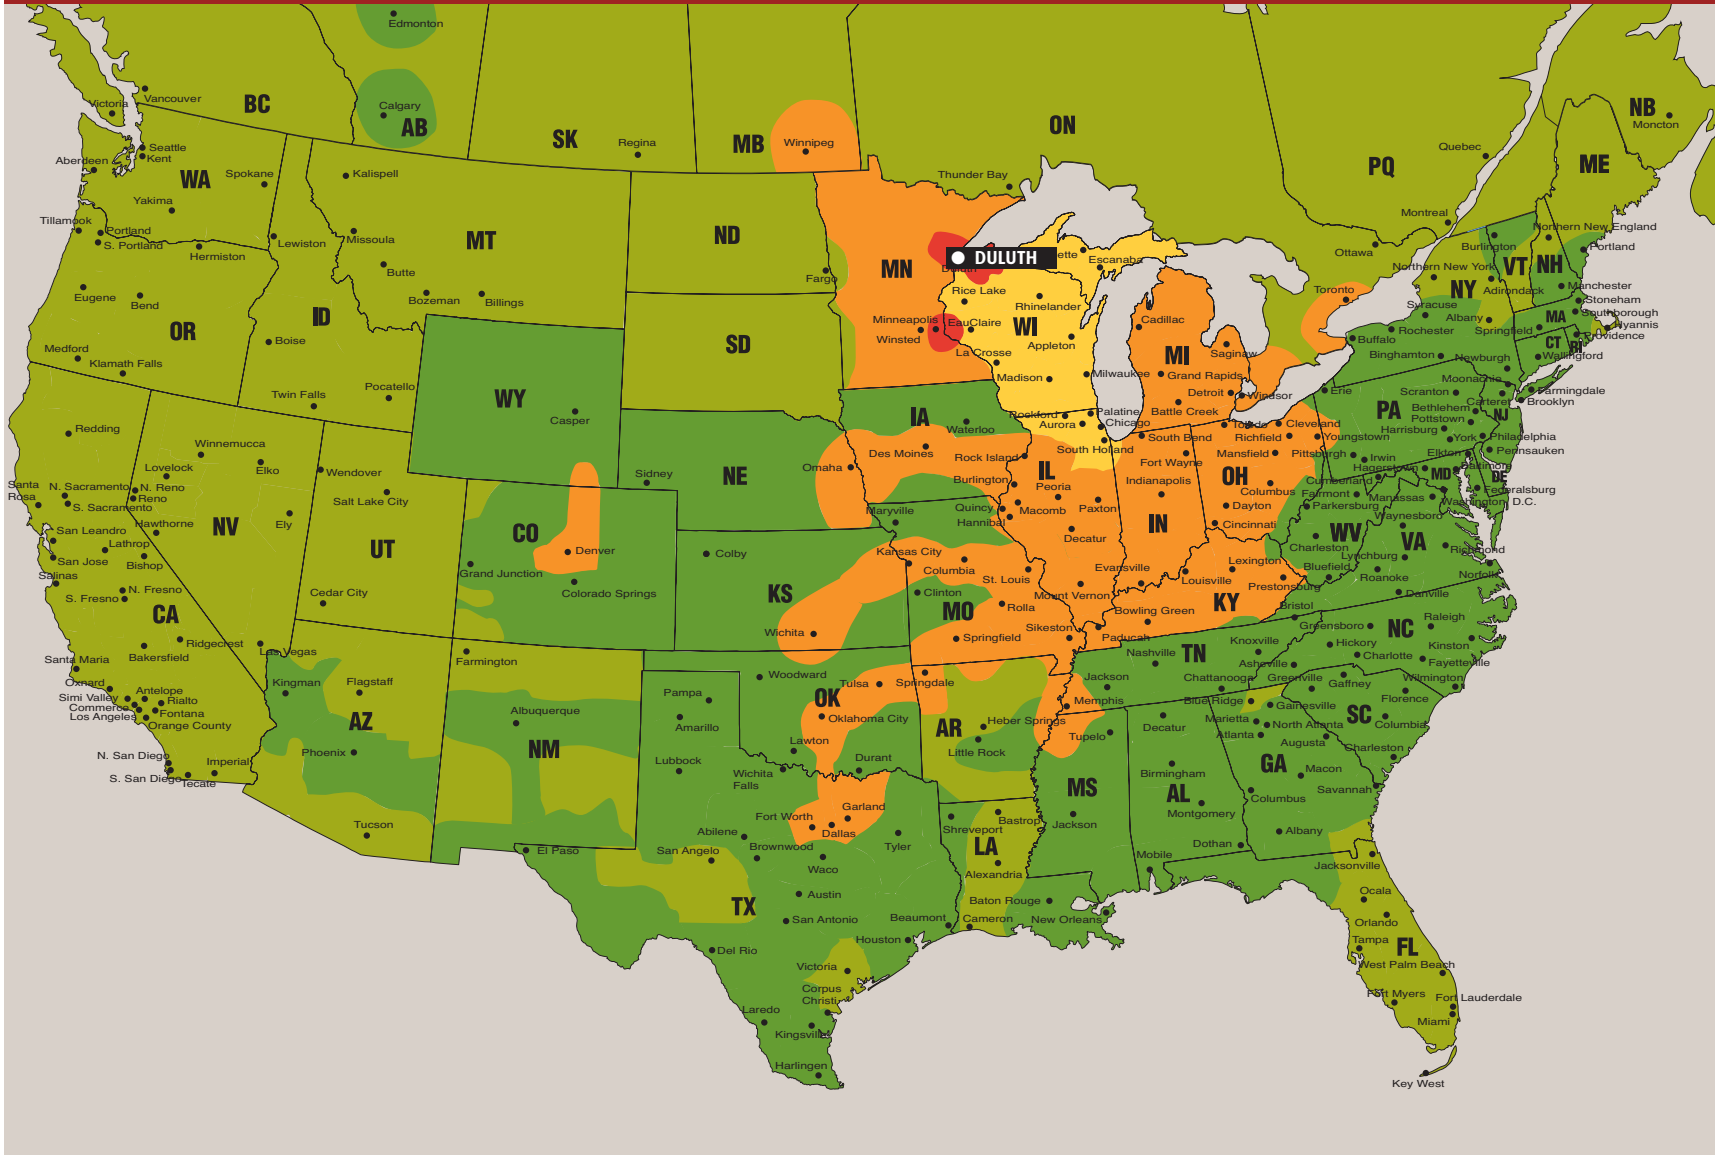 Edmonton
Calgary
AB
BC
Vancouver
Victoria
SK
Regina
MB
Winnipeg
ON
Thunder Bay
PQ
Quebec
Montreal
Ottawa
Toronto
NB
Moncton
ME
Seattle
Kent
Aberdeen
WA
Spokane
Yakima
Tillamook
Portland
S. Portland
Hermiston
Lewiston
Eugene
Bend
OR
Medford
Klamath Falls
Kalispell
Missoula
MT
Butte
Bozeman
Billings
ID
Boise
Twin Falls
Pocatello
WY
Casper
ND
Fargo
SD
MN
Duluth
DULUTH
ette
Escanaba
Rice Lake
Rhinelander
Minneapolis
EauClaire
WI
Winsted
Appleton
La Crosse
Madison
Milwaukee
Cadillac
MI
Saginaw
Grand Rapids
Detroit
Windsor
Battle Creek
Northern New England
Burlington
Portland
VT
NH
Northern New York
Adirondack
NY
Manchester
Syracuse
Stoneham
Albany
MA
Southborough
Hyannis
Springfield
Providence
Rochester
Buffalo
CT
RI
Wallingford
Binghamton
Newburgh
Erie
Moonachie
Scranton
Farmingdale
Carteret
Brooklyn
PA
Bethlehem
Pottstown
NJ
Harrisburg
York
Philadelphia
Elkton
Pennsauken
Pittsburgh
Irwin
Hagerstown
MD
Baltimore
DE
Cumberland
Federalsburg
Fairmont
Manassas
Washington D.C.
Redding
Winnemucca
Lovelock
Elko
Wendover
Santa
Rosa
N. Sacramento
N. Reno
Reno
S. Sacramento
Salt Lake City
San Leandro
Hawthorne
NV
Ely
Lathrop
San Jose
Bishop
UT
Salinas
N. Fresno
S. Fresno
Cedar City
CA
Ridgecrest
Bakersfield
Las Vegas
Santa Maria
Oxnard
Antelope
Simi Valley
Rialto
Commerce
Fontana
Los Angeles
Orange County
N. San Diego
Imperial
S. San Diego
Tecate
Kingman
Flagstaff
AZ
Phoenix
Tucson
CO
Denver
Grand Junction
Colorado Springs
Farmington
Albuquerque
NM
NE
Sidney
Omaha
IA
Waterloo
Des Moines
Rockford
Palatine
Aurora
Chicago
South Holland
Rock Island
IL
Burlington
Peoria
Quincy
Macomb
Paxton
Hannibal
Decatur
South Bend
Fort Wayne
Indianapolis
IN
Evansville
Mount Vernon
Toledo
Cleveland
Richfield
Youngstown
Mansfield
OH
Columbus
Dayton
Cincinnati
Parkersburg
WV
Charleston
Bluefield
Waynesboro
VA
Lynchburg
Richmond
Roanoke
Norfolk
Danville
Lexington
Louisville
Prestonsburg
KY
Bowling Green
Paducah
Bristol
Colby
KS
Wichita
Maryville
Kansas City
Columbia
St. Louis
Clinton
MO
Rolla
Springfield
Sikeston
Greensboro
Raleigh
NC
Hickory
Kinston
Charlotte
Fayetteville
Asheville
Wilmington
Knoxville
TN
Nashville
Jackson
Chattanooga
Memphis
Greenville
Gaffney
Florence
SC
Columbia
Charleston
Blue Ridge
Gainesville
Marietta
North Atlanta
Atlanta
Augusta
GA
Macon
Columbus
Savannah
Albany
Woodward
Tulsa
OK
Oklahoma City
Lawton
Durant
Springdale
AR
Heber Springs
Little Rock
Tupelo
MS
Jackson
Decatur
Birmingham
AL
Montgomery
Dothan
Mobile
Pampa
Amarillo
Lubbock
Wichita
Falls
Fort Worth
Garland
Dallas
Abilene
Tyler
El Paso
San Angelo
Brownwood
Waco
TX
Austin
San Antonio
Beaumont
Houston
Del Rio
Victoria
Corpus
Christi
Laredo
Kingsville
Harlingen
Shreveport
Bastrop
LA
Alexandria
Baton Rouge
Cameron
New Orleans
Jacksonville
Ocala
Orlando
Tampa
FL
West Palm Beach
Fort Myers
Fort Lauderdale
Miami
Key West